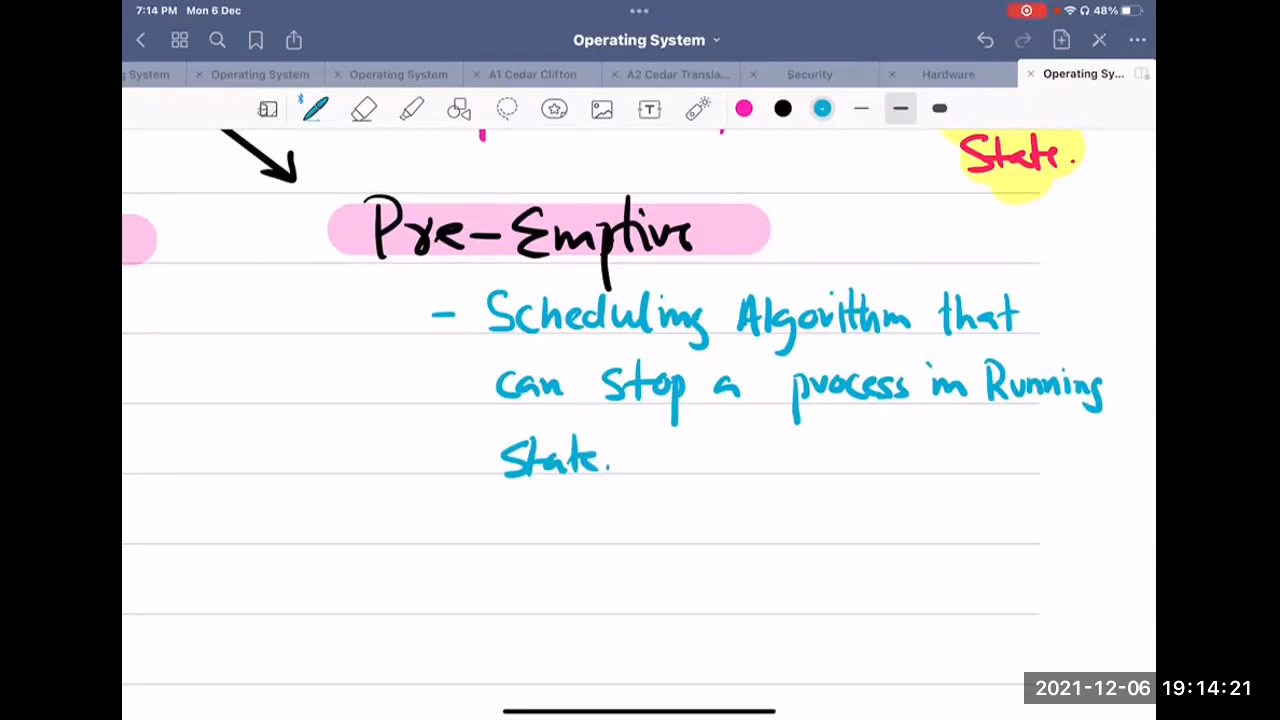 7:14 PM Mon 6 Dec
48%
Operating System
g System
Operating System
Operating System
A1 Cedar Clifton
A2 Cedar Transla...
Security
Hardware
Operating Sy...
State.
Pre-Emptive
- Scheduling Algorithm that
can stop a process in Running
State.
2021-12-06 19:14:21